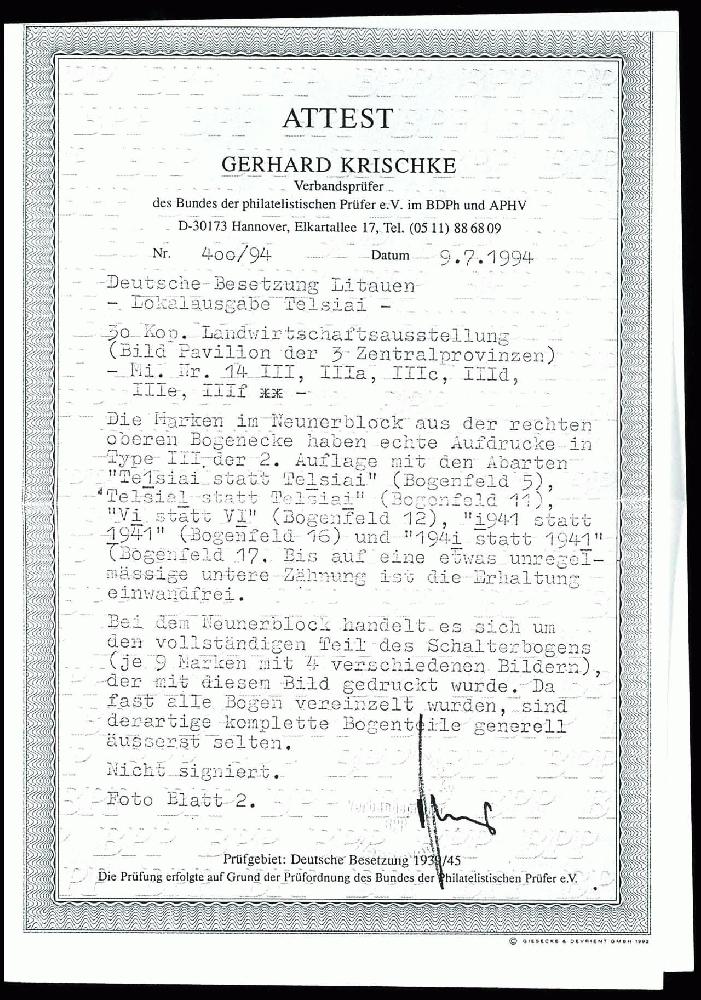 ATTEST
GERHARD KRISCHKE
Verbandsprüfer
des Bundes der philatelistischen Prüfer e.V. im BDPh und APHV
D-30173 Hannover, Elkartallee 17, Tel. (05 11) 88 68 09
Nr. 400/94 Datum 9.7.1994
Deutsche Besetzung Litauen
- Lokalausgabe Telsiai -
30 Kop. Landwirtschaftsausstellung
(Bild Pavillon der 3 Zentralprovinzen)
- Mi. Nr. 14 III, IIIa, IIIc, IIId,
IIIe, IIIf ** -
Die Marken im Neunerblock aus der rechten
oberen Bogenecke haben echte Aufdrucke in
Type III der 2. Auflage mit den Abarten
"Te1siai statt Telsiai" (Bogenfeld 5),
"Telsial statt Telsiai" (Bogenfeld 11),
"Vi statt VI" (Bogenfeld 12), "i941 statt
1941" (Bogenfeld 16) und "194i statt 1941"
(Bogenfeld 17. Bis auf eine etwas unregel-
mässige untere Zähnung ist die Erhaltung
einwandfrei.
Bei dem Neunerblock handelt es sich um
den vollständigen Teil des Schalterbogens
(je 9 Marken mit 4 verschiedenen Bildern),
der mit diesem Bild gedruckt wurde. Da
fast alle Bogen vereinzelt wurden, sind
derartige komplette Bogenteile generell
äusserst selten.
Nicht signiert.
Foto Blatt 2.
Prüfgebiet: Deutsche Besetzung 1939/45
Die Prüfung erfolgte auf Grund der Prüfordnung des Bundes der Philatelistischen Prüfer e.V.
© GIESECKE & DEVRIENT GMBH 1992